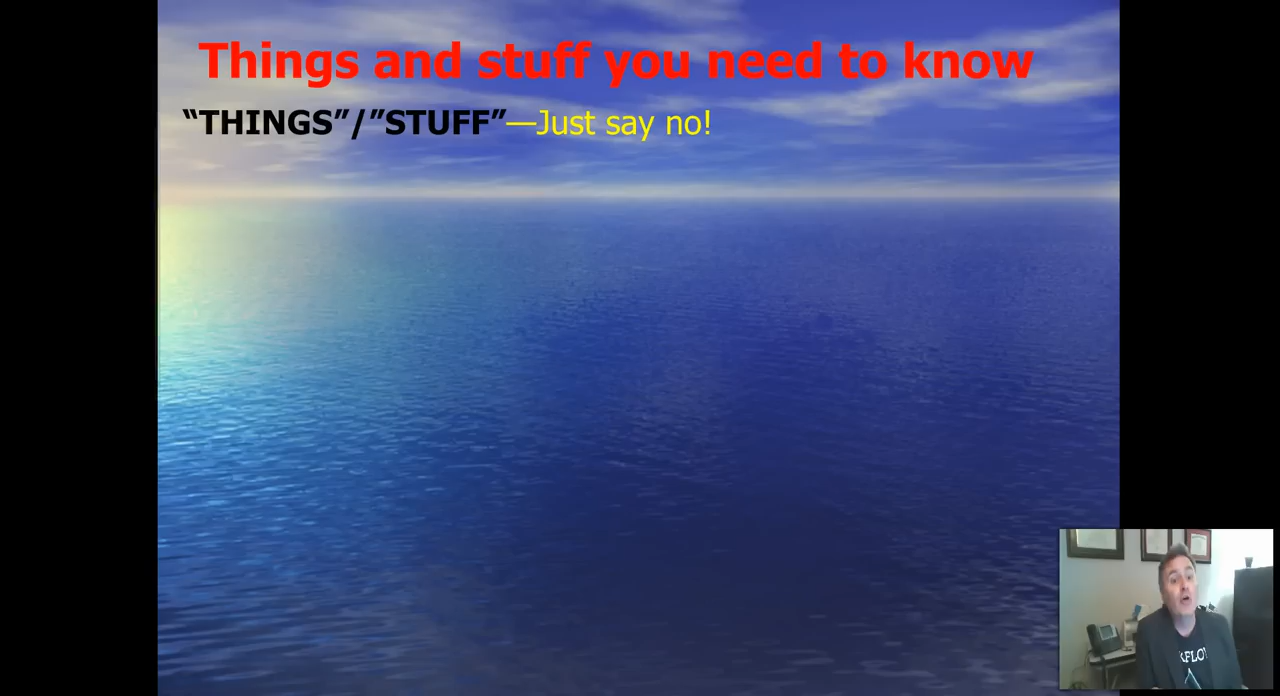 Things and stuff you need to know
“THINGS”/”STUFF”—Just say no!